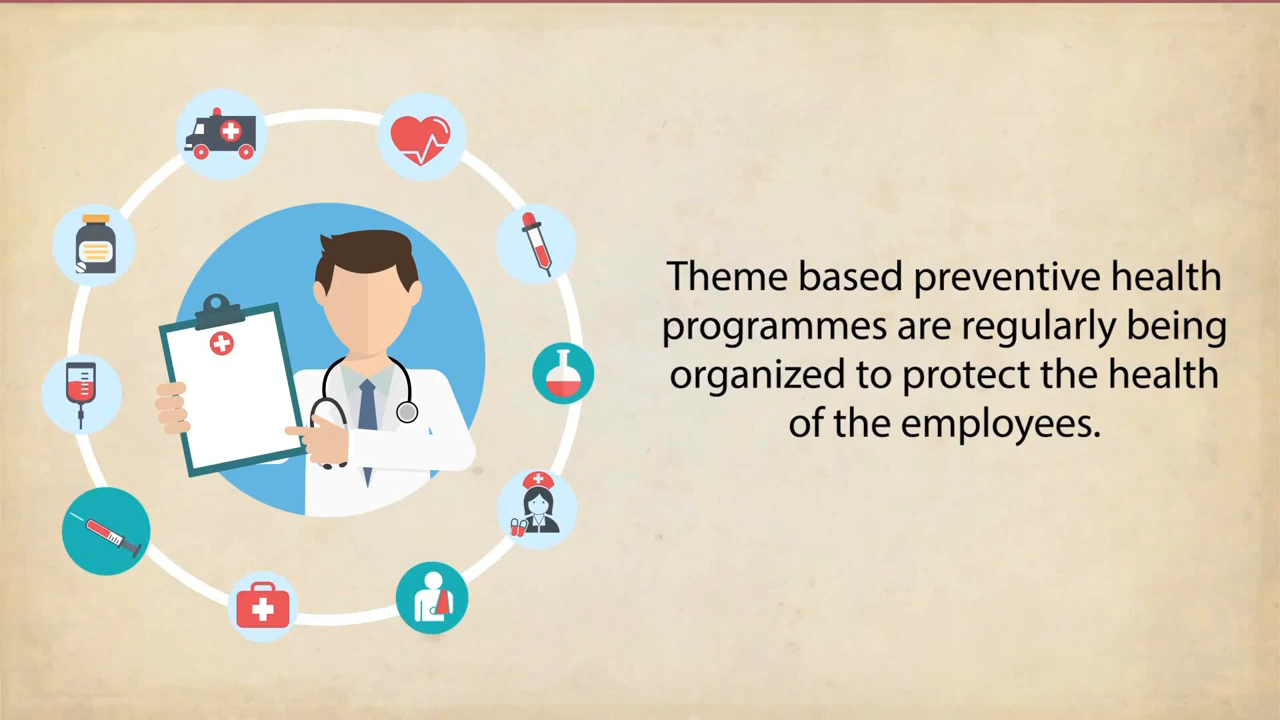 Theme based preventive health
programmes are regularly being
organized to protect the health
of the employees.